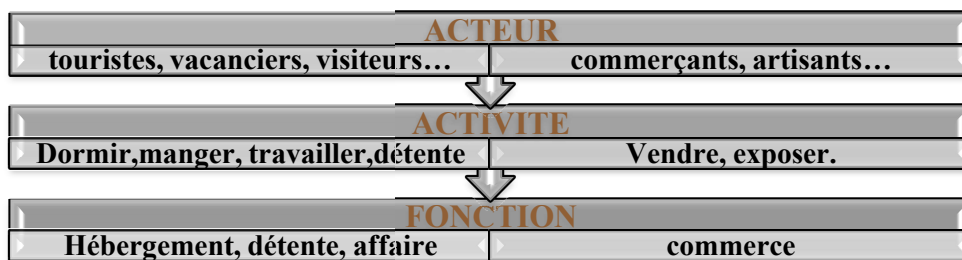 ACTEUR
touristes, vacanciers, visiteurs… commerçants, artisants…
ACTIVITE
Dormir,manger, travailler,détente Vendre, exposer.
FONCTION
Hébergement, détente, affaire commerce